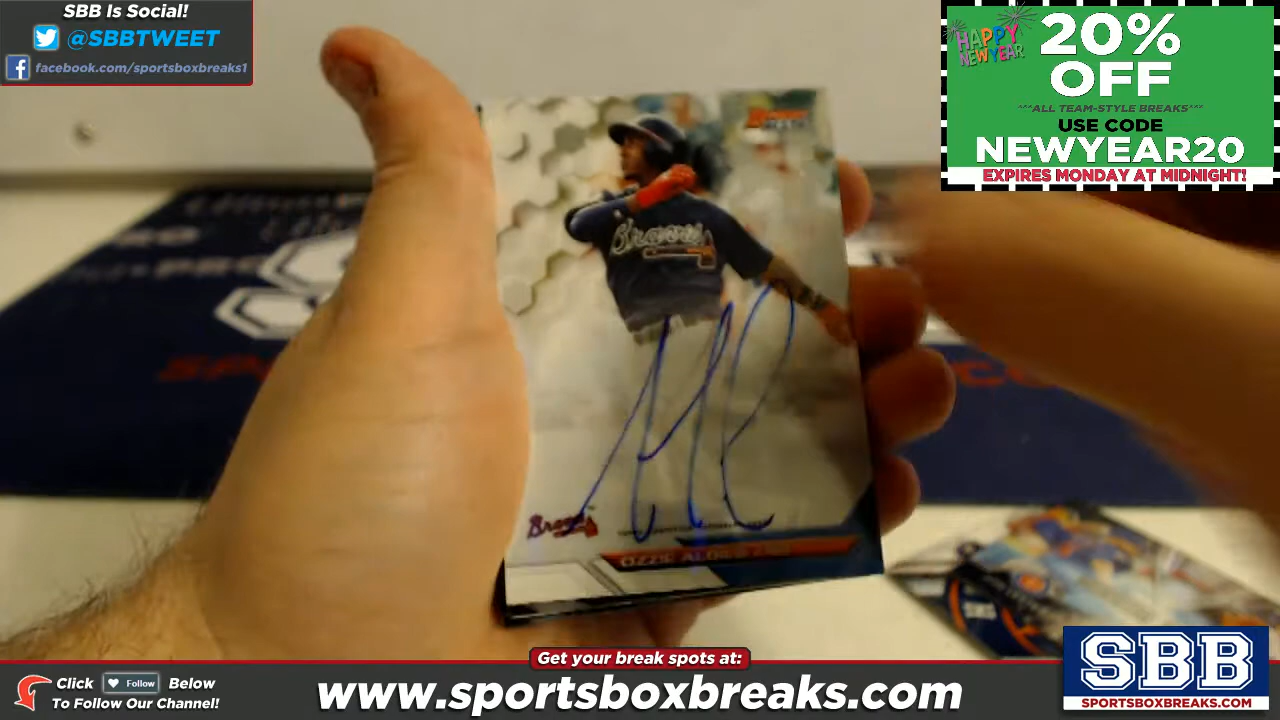 SBB Is Social!
@SBBTWEET
facebook.com/sportsboxbreaks1
HAPPY
NEW YEAR
20%
OFF
***ALL TEAM-STYLE BREAKS***
USE CODE
NEWYEAR20
EXPIRES MONDAY AT MIDNIGHT!
Braves
Braves
OZZIE
Get your break spots at:
Click Follow Below
To Follow Our Channel!
www.sportsboxbreaks.com
SBB
SPORTSBOXBREAKS.COM